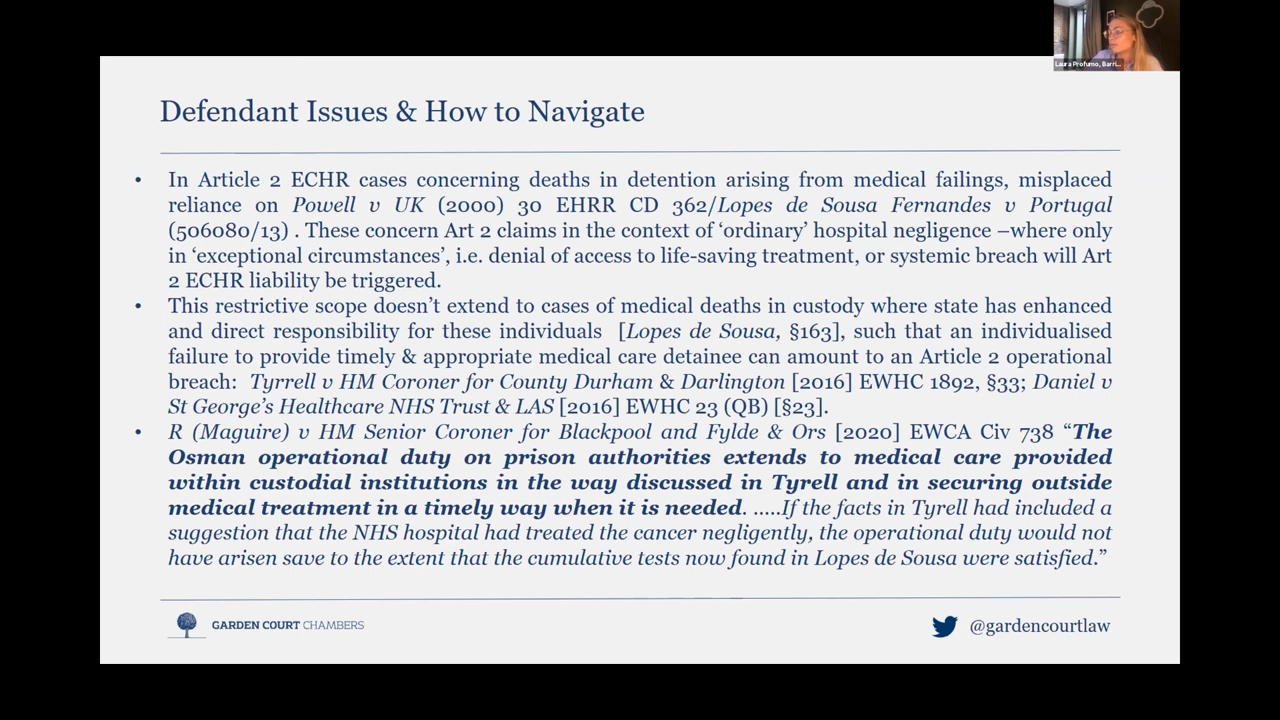 Laura Profumo, Barri...
Defendant Issues & How to Navigate
• In Article 2 ECHR cases concerning deaths in detention arising from medical failings, misplaced
reliance on Powell v UK (2000) 30 EHRR CD 362/Lopes de Sousa Fernandes v Portugal
(506080/13) . These concern Art 2 claims in the context of ‘ordinary’ hospital negligence –where only
in ‘exceptional circumstances’, i.e. denial of access to life-saving treatment, or systemic breach will Art
2 ECHR liability be triggered.
• This restrictive scope doesn’t extend to cases of medical deaths in custody where state has enhanced
and direct responsibility for these individuals [Lopes de Sousa, §163], such that an individualised
failure to provide timely & appropriate medical care detainee can amount to an Article 2 operational
breach: Tyrrell v HM Coroner for County Durham & Darlington [2016] EWHC 1892, §33; Daniel v
St George’s Healthcare NHS Trust & LAS [2016] EWHC 23 (QB) [§23].
• R (Maguire) v HM Senior Coroner for Blackpool and Fylde & Ors [2020] EWCA Civ 738 “The
Osman operational duty on prison authorities extends to medical care provided
within custodial institutions in the way discussed in Tyrell and in securing outside
medical treatment in a timely way when it is needed. .....If the facts in Tyrell had included a
suggestion that the NHS hospital had treated the cancer negligently, the operational duty would not
have arisen save to the extent that the cumulative tests now found in Lopes de Sousa were satisfied.”
GARDEN COURT CHAMBERS
@gardencourtlaw